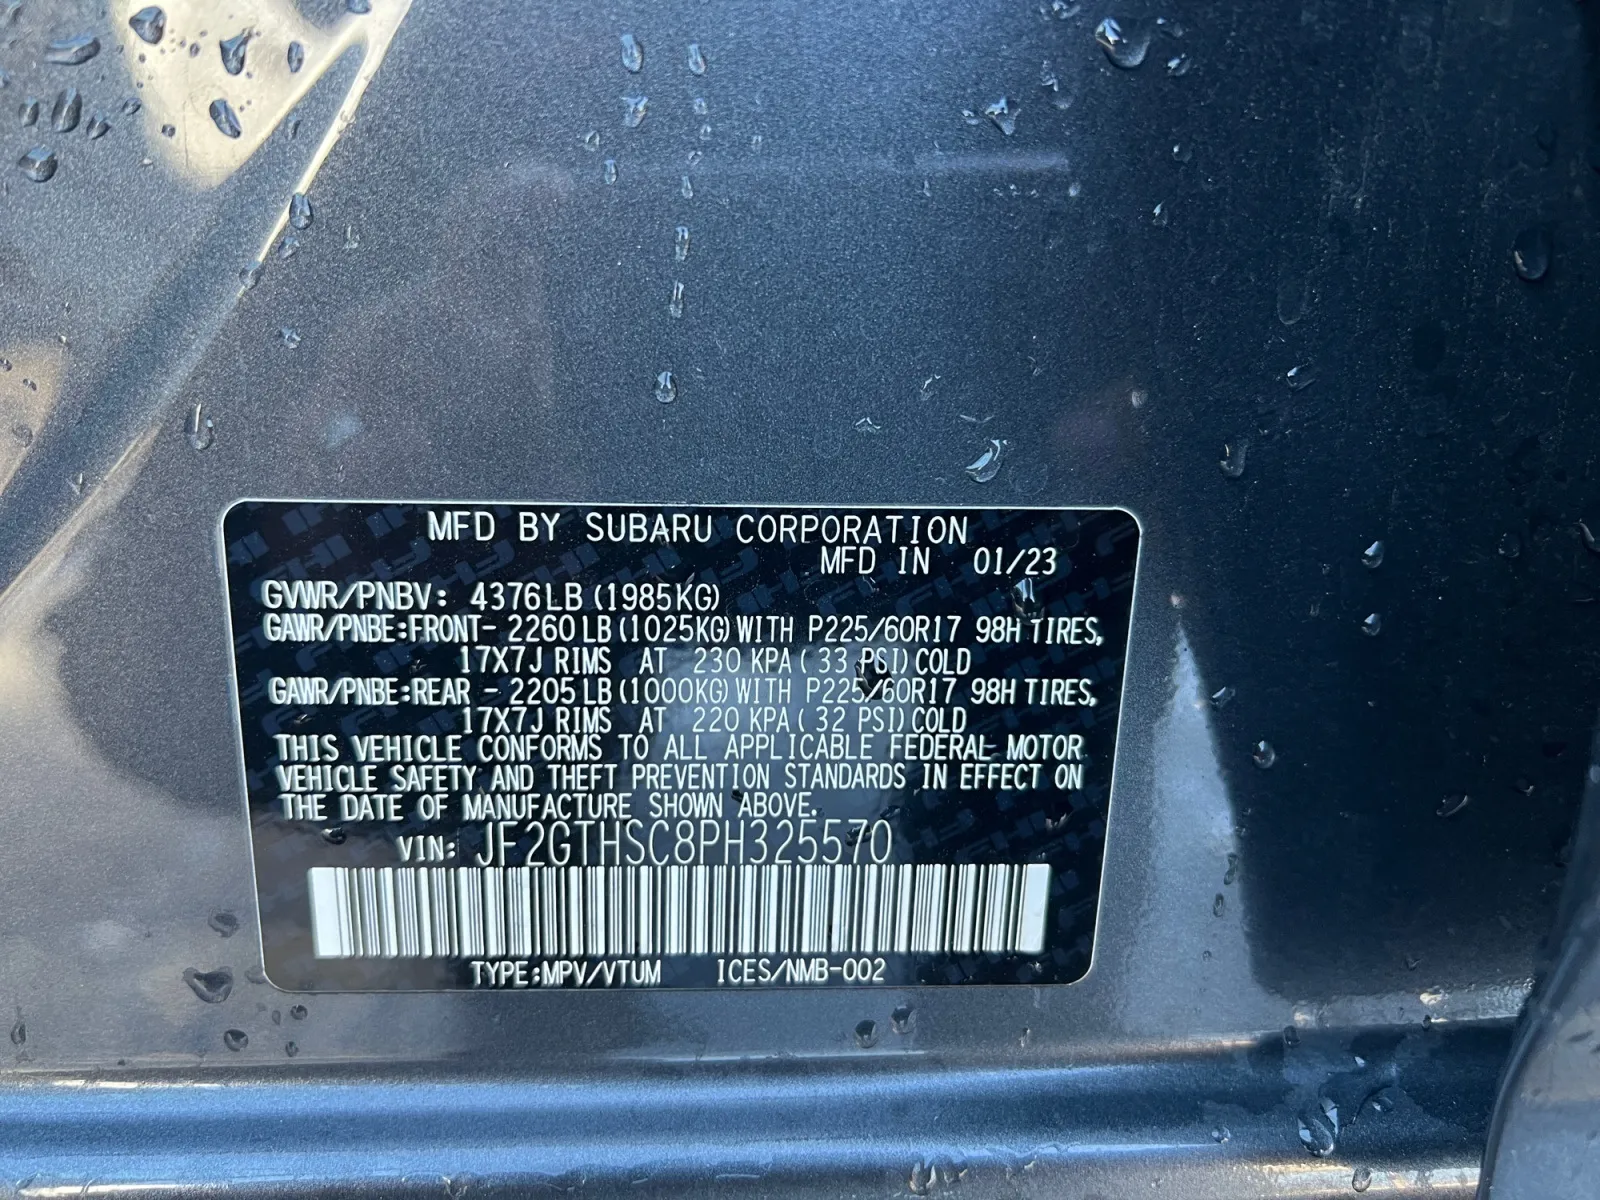 MFD BY SUBARU CORPORATION
MFD IN 01/23
GVWR/PNBV: 4376LB (1985KG)
GAWR/PNBE:FRONT- 2260LB (1025KG) WITH P225/60R17 98H TIRES,
17X7J RIMS AT 230 KPA ( 33 PSI) COLD
GAWR/PNBE:REAR - 2205LB (1000KG) WITH P225/60R17 98H TIRES,
17X7J RIMS AT 220 KPA ( 32 PSI) COLD
THIS VEHICLE CONFORMS TO ALL APPLICABLE FEDERAL MOTOR
VEHICLE SAFETY AND THEFT PREVENTION STANDARDS IN EFFECT ON
THE DATE OF MANUFACTURE SHOWN ABOVE.
VIN: JF2GTHSC8PH325570
TYPE:MPV/VTUM ICES/NMB-002